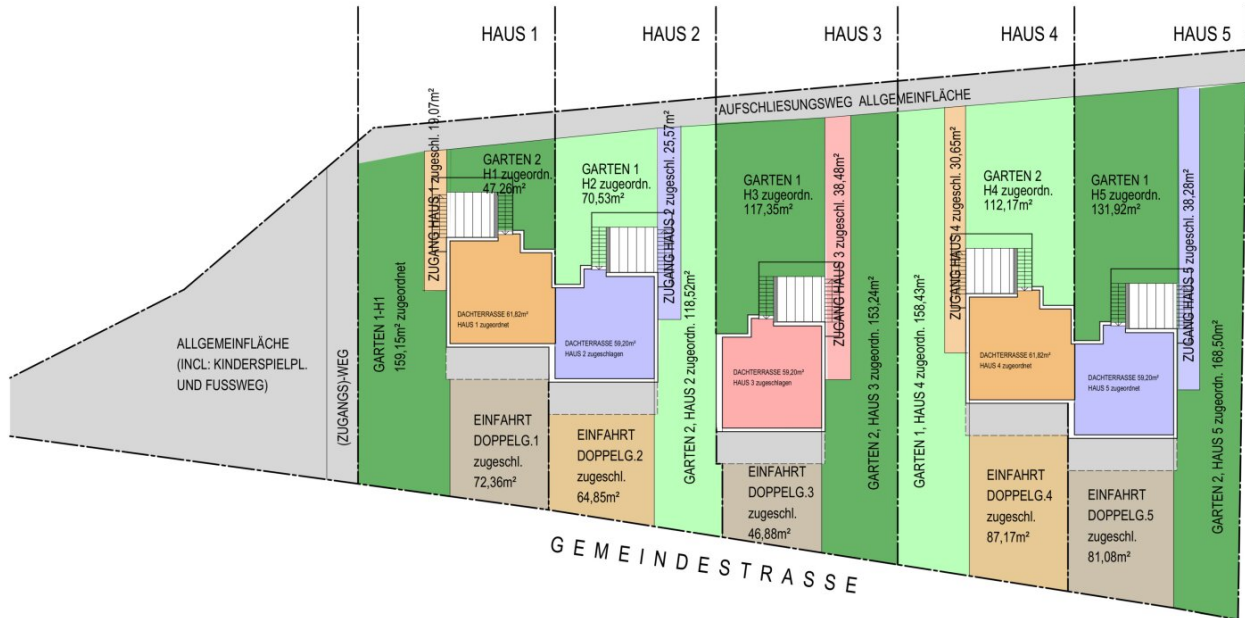 HAUS 1
HAUS 2
HAUS 3
HAUS 4
HAUS 5
AUFSCHLIESUNGSWEG ALLGEMEINFLÄCHE
ALLGEMEINFLÄCHE
(INCL: KINDERSPIELPL.
UND FUSSWEG)
(ZUGANGS)-WEG
GARTEN 1-H1
159,15m² zugeordnet
ZUGANG HAUS 1 zugeschl. 19,07m²
GARTEN 2
H1 zugeordn.
47,26m²
DACHTERRASSE 61,82m²
HAUS 1 zugeordnet
EINFAHRT
DOPPELG.1
zugeschl.
72,36m²
GARTEN 1
H2 zugeordn.
70,53m²
ZUGANG HAUS 2 zugeschl. 25,57m²
DACHTERRASSE 59,20m²
HAUS 2 zugeschlagen
EINFAHRT
DOPPELG.2
zugeschl.
64,85m²
GARTEN 2, HAUS 2 zugeordn. 118,52m²
GARTEN 1
H3 zugeordn.
117,35m²
ZUGANG HAUS 3 zugeschl. 38,48m²
DACHTERRASSE 59,20m²
HAUS 3 zugeschlagen
EINFAHRT
DOPPELG.3
zugeschl.
46,88m²
GARTEN 2, HAUS 3 zugeordn. 153,24m²
GARTEN 1, HAUS 4 zugeordn. 158,43m²
ZUGANG HAUS 4 zugeschl. 30,65m²
GARTEN 2
H4 zugeordn.
112,17m²
DACHTERRASSE 61,82m²
HAUS 4 zugeordnet
EINFAHRT
DOPPELG.4
zugeschl.
87,17m²
GARTEN 1
H5 zugeordn.
131,92m²
ZUGANG HAUS 5 zugeschl. 38,28m²
DACHTERRASSE 59,20m²
HAUS 5 zugeordnet
EINFAHRT
DOPPELG.5
zugeschl.
81,08m²
GARTEN 2, HAUS 5 zugeordn. 168,50m²
GEMEINDESTRASSE